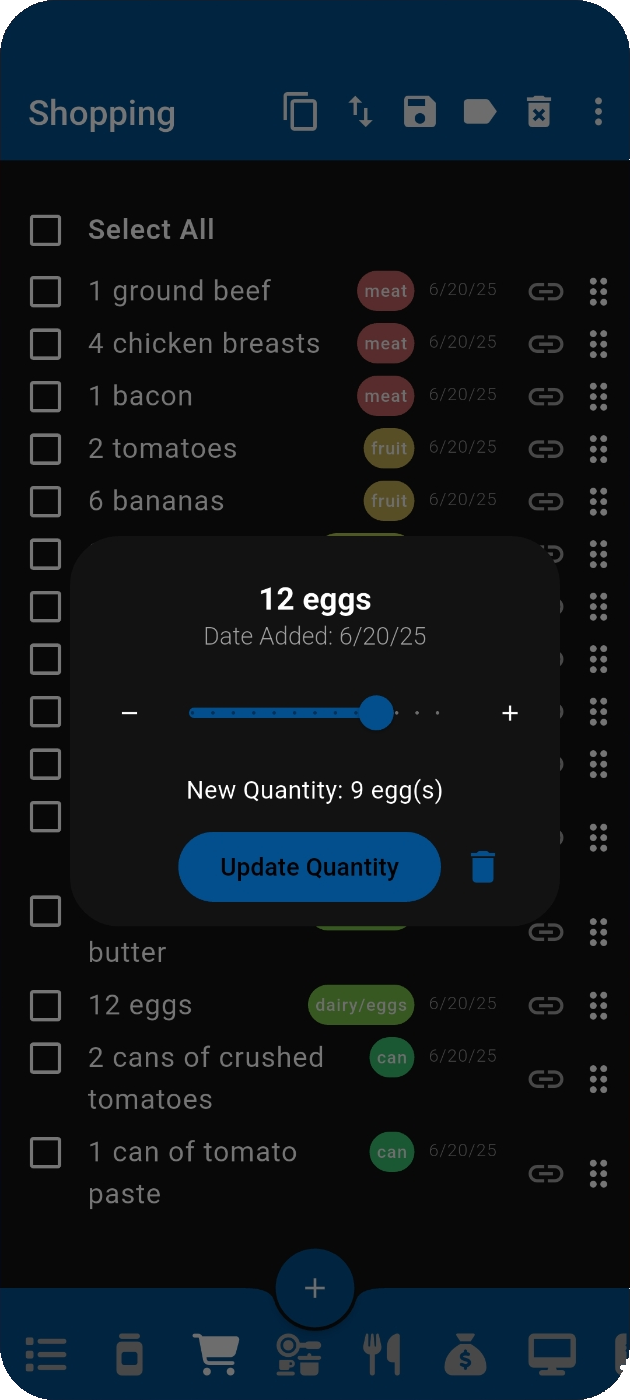 Shopping
Select All
1 ground beef meat 6/20/25
4 chicken breasts meat 6/20/25
1 bacon meat 6/20/25
2 tomatoes fruit 6/20/25
6 bananas fruit 6/20/25
12 eggs
Date Added: 6/20/25
− +
New Quantity: 9 egg(s)
Update Quantity
butter
12 eggs dairy/eggs 6/20/25
2 cans of crushed can 6/20/25
tomatoes
1 can of tomato can 6/20/25
paste
+
$